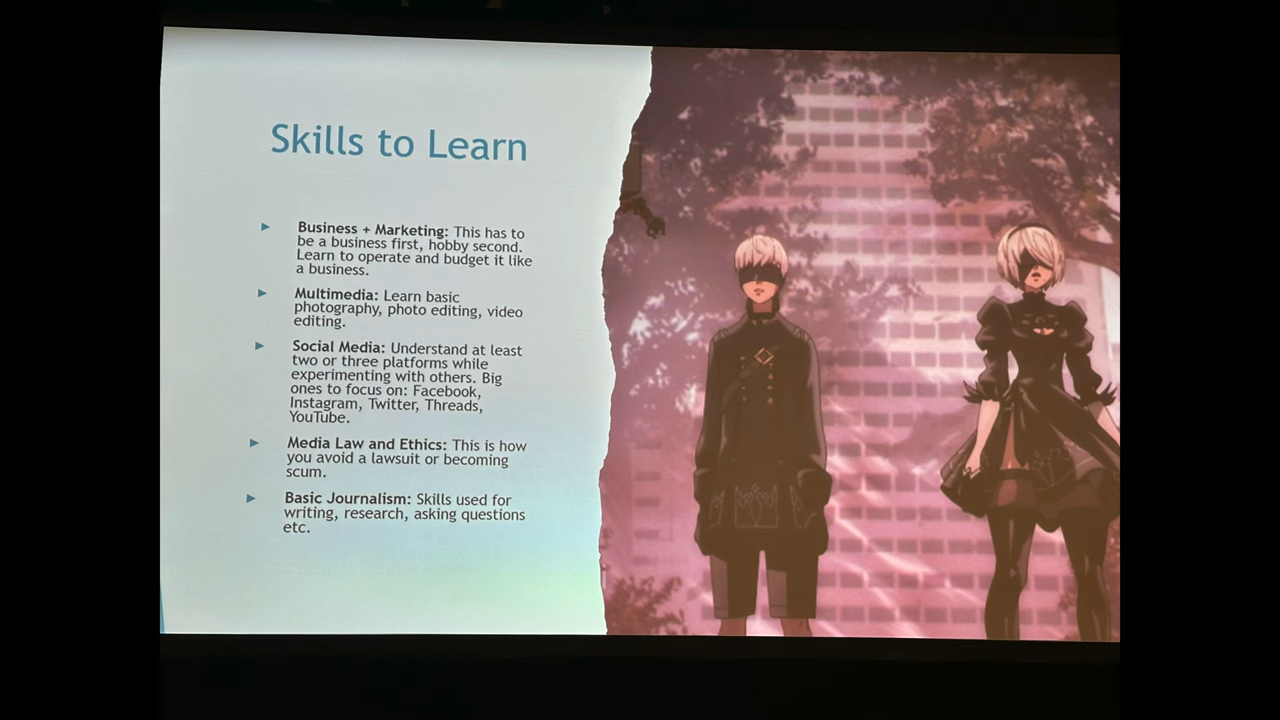 Skills to Learn
Business + Marketing: This has to
be a business first, hobby second.
Learn to operate and budget it like
a business.
Multimedia: Learn basic
photography, photo editing, video
editing.
Social Media: Understand at least
two or three platforms while
experimenting with others. Big
ones to focus on: Facebook,
Instagram, Twitter, Threads,
YouTube.
Media Law and Ethics: This is how
you avoid a lawsuit or becoming
scum.
Basic Journalism: Skills used for
writing, research, asking questions
etc.